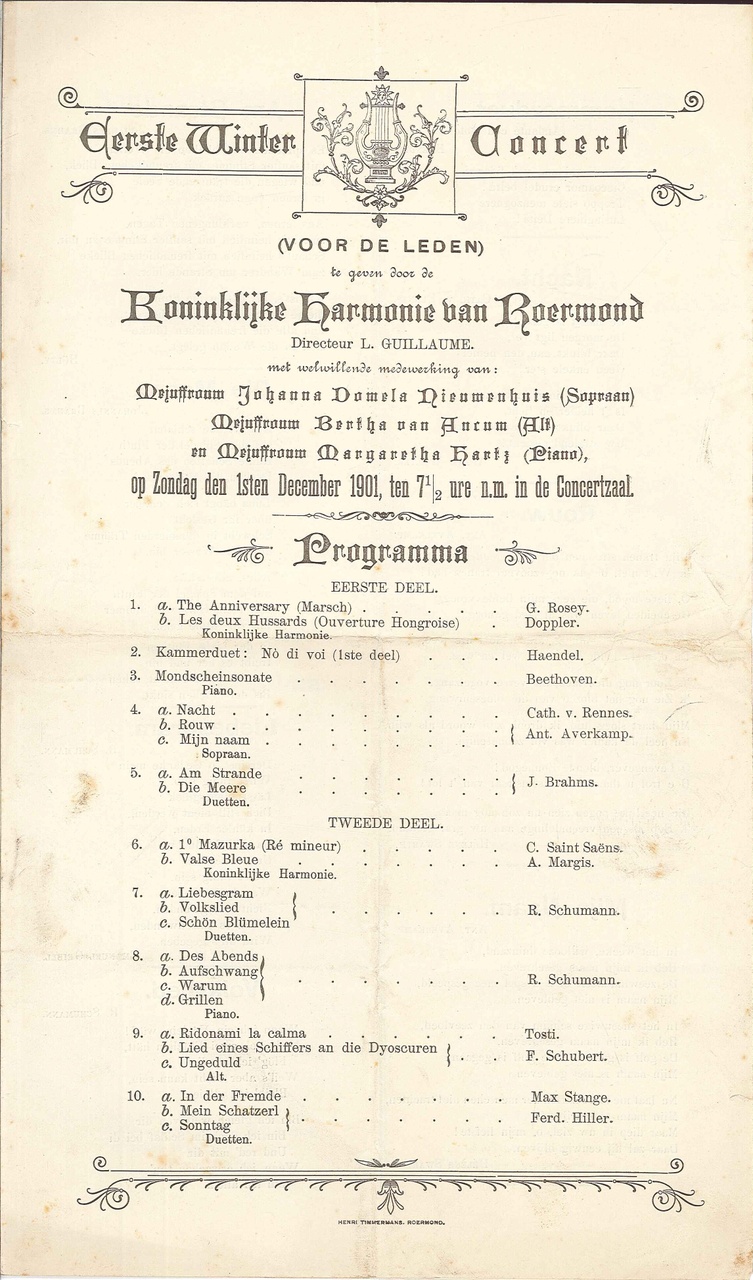 Eerste Winter Concert
(VOOR DE LEDEN)
te geven door de
Koninklijke Harmonie van Roermond
Directeur L. GUILLAUME.
met welwillende medewerking van:
Mejuffrouw Johanna Domela Nieuwenhuis (Sopraan)
Mejuffrouw Bertha van Ancum (Alt)
en Mejuffrouw Margaretha Hartz (Piano),
op Zondag den 1sten December 1901, ten 7 1/2 ure n.m. in de Concertzaal.
Programma
EERSTE DEEL.
1. a. The Anniversary (Marsch) . . . . . G. Rosey.
b. Les deux Hussards (Ouverture Hongroise) . Doppler.
Koninklijke Harmonie.
2. Kammerduet: Nò di voi (1ste deel) . . . Haendel.
3. Mondscheinsonate . . . . . . Beethoven.
Piano.
4. a. Nacht . . . . . . . Cath. v. Rennes.
b. Rouw . . . . . . .
c. Mijn naam . . . . . . { Ant. Averkamp.
Sopraan.
5. a. Am Strande . . . . . .
b. Die Meere . . . . . . { J. Brahms.
Duetten.
TWEEDE DEEL.
6. a. 1º Mazurka (Ré mineur) . . . . . C. Saint Saëns.
b. Valse Bleue . . . . . . A. Margis.
Koninklijke Harmonie.
7. a. Liebesgram
b. Volkslied { . . . . . R. Schumann.
c. Schön Blümelein
Duetten.
8. a. Des Abends
b. Aufschwang
c. Warum { . . . . . . R. Schumann.
d. Grillen
Piano.
9. a. Ridonami la calma . . . . . . Tosti.
b. Lied eines Schiffers an die Dyoscuren } . . F. Schubert.
c. Ungeduld
Alt.
10. a. In der Fremde . . . . . . Max Stange.
b. Mein Schatzerl } . . . . . . Ferd. Hiller.
c. Sonntag
Duetten.
HENRI TIMMERMANS. ROERMOND.